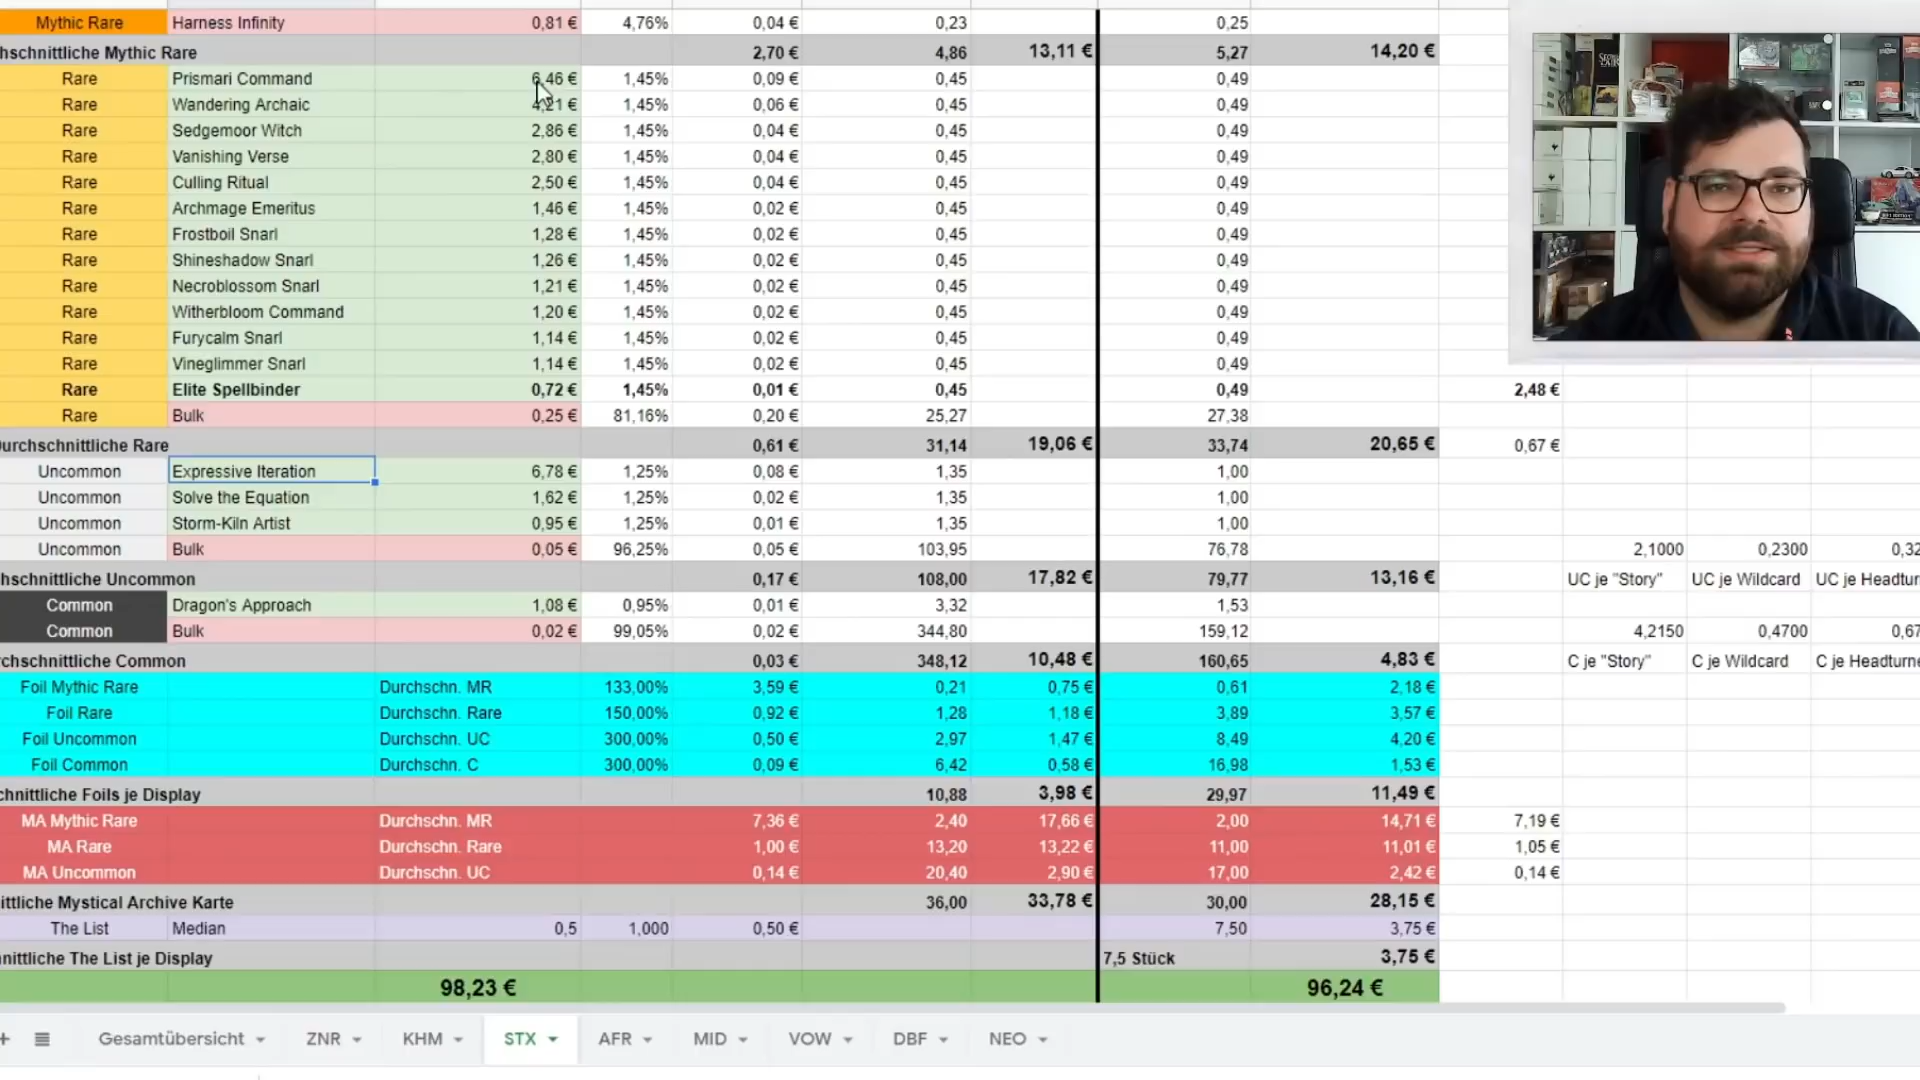 Mythic Rare Harness Infinity 0,81 € 4,76% 0,04 € 0,23 0,25
hschnittliche Mythic Rare 2,70 € 4,86 13,11 € 5,27 14,20 €
Rare Prismari Command 6,46 € 1,45% 0,09 € 0,45 0,49
Rare Wandering Archaic 4,21 € 1,45% 0,06 € 0,45 0,49
Rare Sedgemoor Witch 2,86 € 1,45% 0,04 € 0,45 0,49
Rare Vanishing Verse 2,80 € 1,45% 0,04 € 0,45 0,49
Rare Culling Ritual 2,50 € 1,45% 0,04 € 0,45 0,49
Rare Archmage Emeritus 1,46 € 1,45% 0,02 € 0,45 0,49
Rare Frostboil Snarl 1,28 € 1,45% 0,02 € 0,45 0,49
Rare Shineshadow Snarl 1,26 € 1,45% 0,02 € 0,45 0,49
Rare Necroblossom Snarl 1,21 € 1,45% 0,02 € 0,45 0,49
Rare Witherbloom Command 1,20 € 1,45% 0,02 € 0,45 0,49
Rare Furycalm Snarl 1,14 € 1,45% 0,02 € 0,45 0,49
Rare Vineglimmer Snarl 1,14 € 1,45% 0,02 € 0,45 0,49
Rare Elite Spellbinder 0,72 € 1,45% 0,01 € 0,45 0,49 2,48 €
Rare Bulk 0,25 € 81,16% 0,20 € 25,27 27,38
Durchschnittliche Rare 0,61 € 31,14 19,06 € 33,74 20,65 € 0,67 €
Uncommon Expressive Iteration 6,78 € 1,25% 0,08 € 1,35 1,00
Uncommon Solve the Equation 1,62 € 1,25% 0,02 € 1,35 1,00
Uncommon Storm-Kiln Artist 0,95 € 1,25% 0,01 € 1,35 1,00
Uncommon Bulk 0,05 € 96,25% 0,05 € 103,95 76,78 2,1000 0,2300 0,32
hschnittliche Uncommon 0,17 € 108,00 17,82 € 79,77 13,16 € UC je "Story" UC je Wildcard UC je Headturne
Common Dragon's Approach 1,08 € 0,95% 0,01 € 3,32 1,53
Common Bulk 0,02 € 99,05% 0,02 € 344,80 159,12 4,2150 0,4700 0,67
rchschnittliche Common 0,03 € 348,12 10,48 € 160,65 4,83 € C je "Story" C je Wildcard C je Headturne
Foil Mythic Rare Durchschn. MR 133,00% 3,59 € 0,21 0,75 € 0,61 2,18 €
Foil Rare Durchschn. Rare 150,00% 0,92 € 1,28 1,18 € 3,89 3,57 €
Foil Uncommon Durchschn. UC 300,00% 0,50 € 2,97 1,47 € 8,49 4,20 €
Foil Common Durchschn. C 300,00% 0,09 € 6,42 0,58 € 16,98 1,53 €
chnittliche Foils je Display 10,88 3,98 € 29,97 11,49 €
MA Mythic Rare Durchschn. MR 7,36 € 2,40 17,66 € 2,00 14,71 € 7,19 €
MA Rare Durchschn. Rare 1,00 € 13,20 13,22 € 11,00 11,01 € 1,05 €
MA Uncommon Durchschn. UC 0,14 € 20,40 2,90 € 17,00 2,42 € 0,14 €
ittliche Mystical Archive Karte 36,00 33,78 € 30,00 28,15 €
The List Median 0,5 1,000 0,50 € 7,50 3,75 €
nittliche The List je Display 7,5 Stück 3,75 €
98,23 € 96,24 €
Gesamtübersicht ZNR KHM STX AFR MID VOW DBF NEO